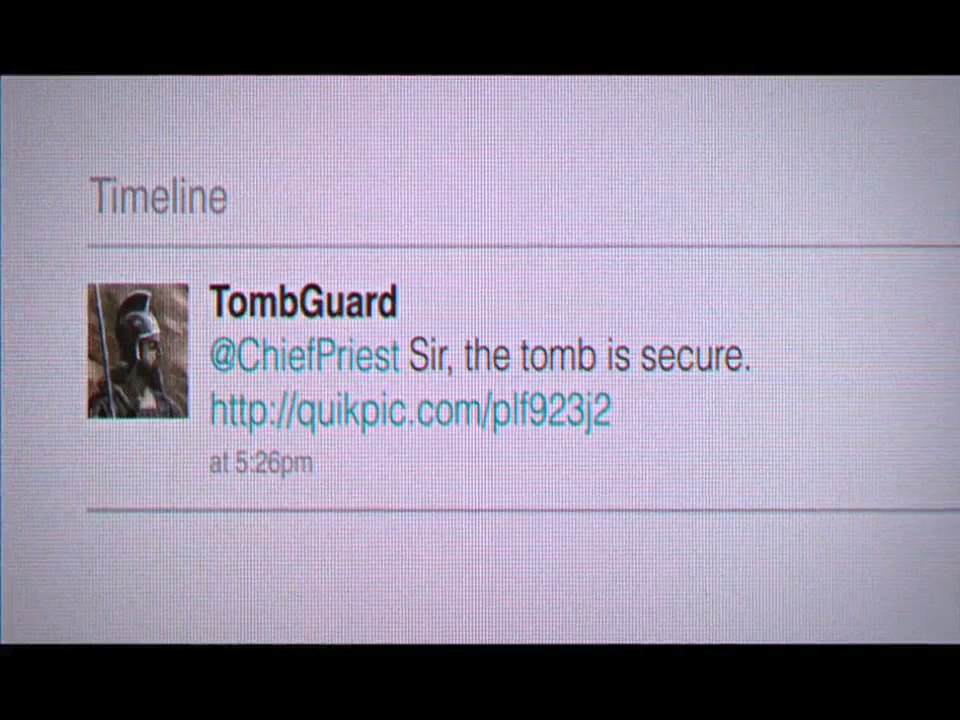 Timeline
TombGuard
@ChiefPriest Sir, the tomb is secure.
http://quikpic.com/plf923j2
at 5:26pm